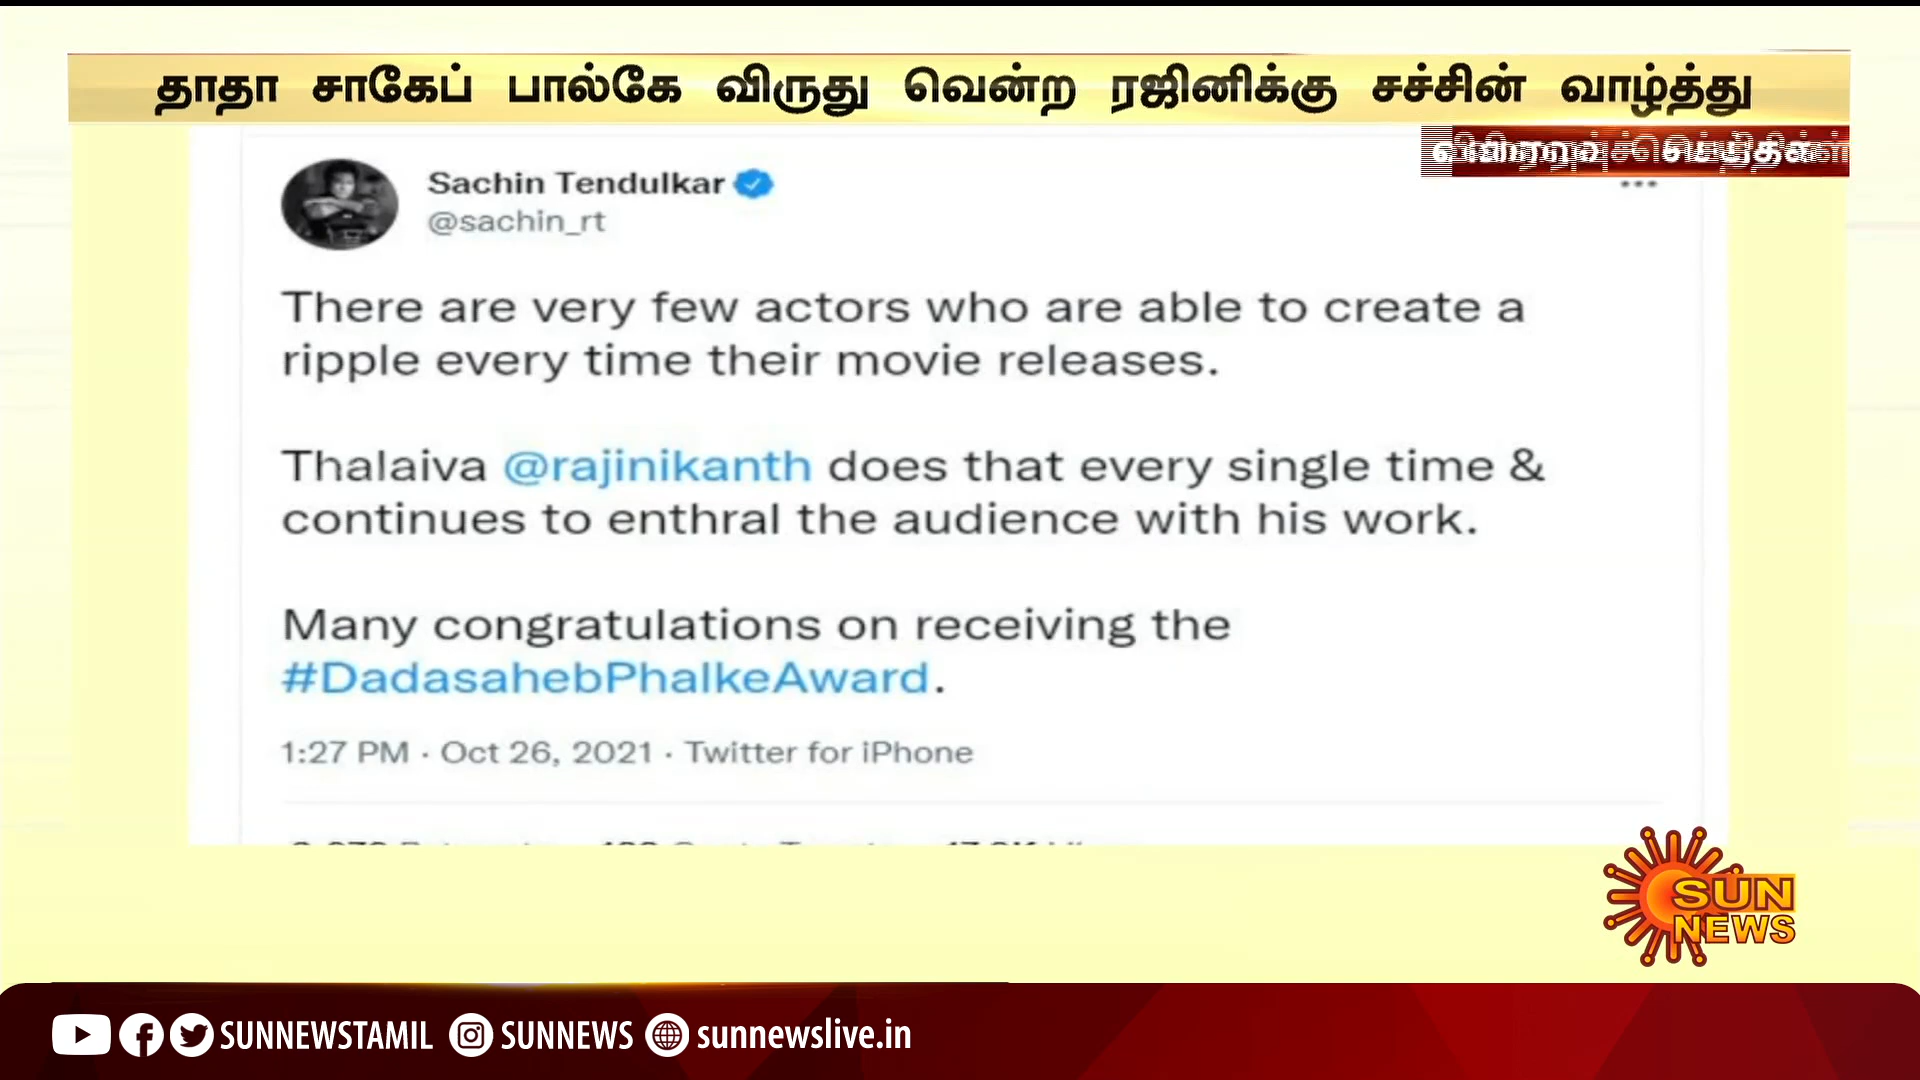 தாதா சாகேப் பால்கே விருது வென்ற ரஜினிக்கு சச்சின் வாழ்த்து
Sachin Tendulkar
@sachin_rt
There are very few actors who are able to create a
ripple every time their movie releases.
Thalaiva @rajinikanth does that every single time &
continues to enthral the audience with his work.
Many congratulations on receiving the
#DadasahebPhalkeAward.
1:27 PM · Oct 26, 2021 · Twitter for iPhone
SUN
NEWS
SUNNEWSTAMIL SUNNEWS sunnewslive.in